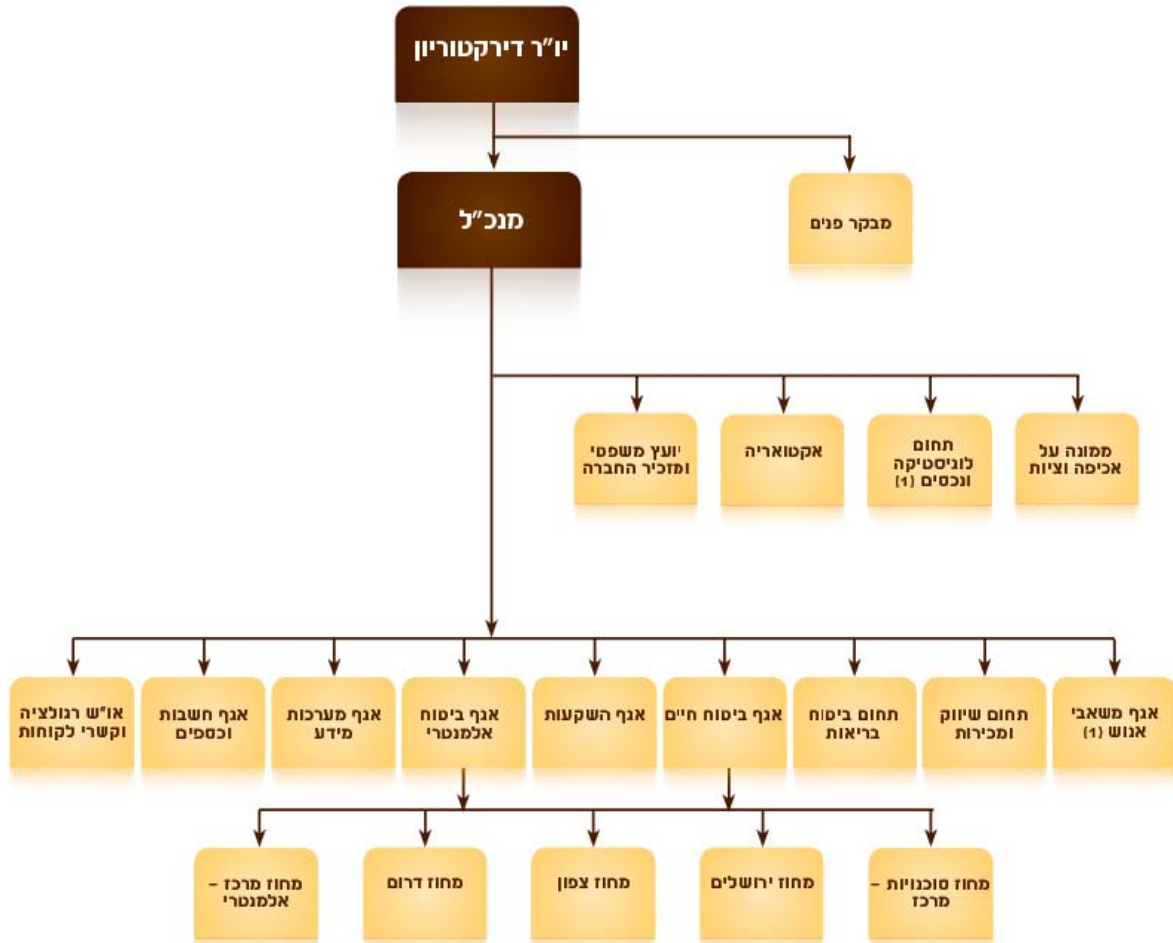 יו״ר דירקטוריון
מנכ״ל
מבקר פנים
ממונה על
אכיפה וציות
תחום
לוגיסטיקה
ונכסים (1)
אקטואריה
יועץ משפטי
ומזכיר החברה
אגף משאבי
אנוש (1)
תחום שיווק
ומכירות
תחום ביטוח
בריאות
אגף ביטוח חיים
אגף השקעות
אגף ביטוח
אלמנטרי
אגף מערכות
מידע
אגף חשבות
וכספים
או״ש רגולציה
וקשרי לקוחות
מחוז סוכנויות –
מרכז
מחוז ירושלים
מחוז צפון
מחוז דרום
מחוז מרכז –
אלמנטרי